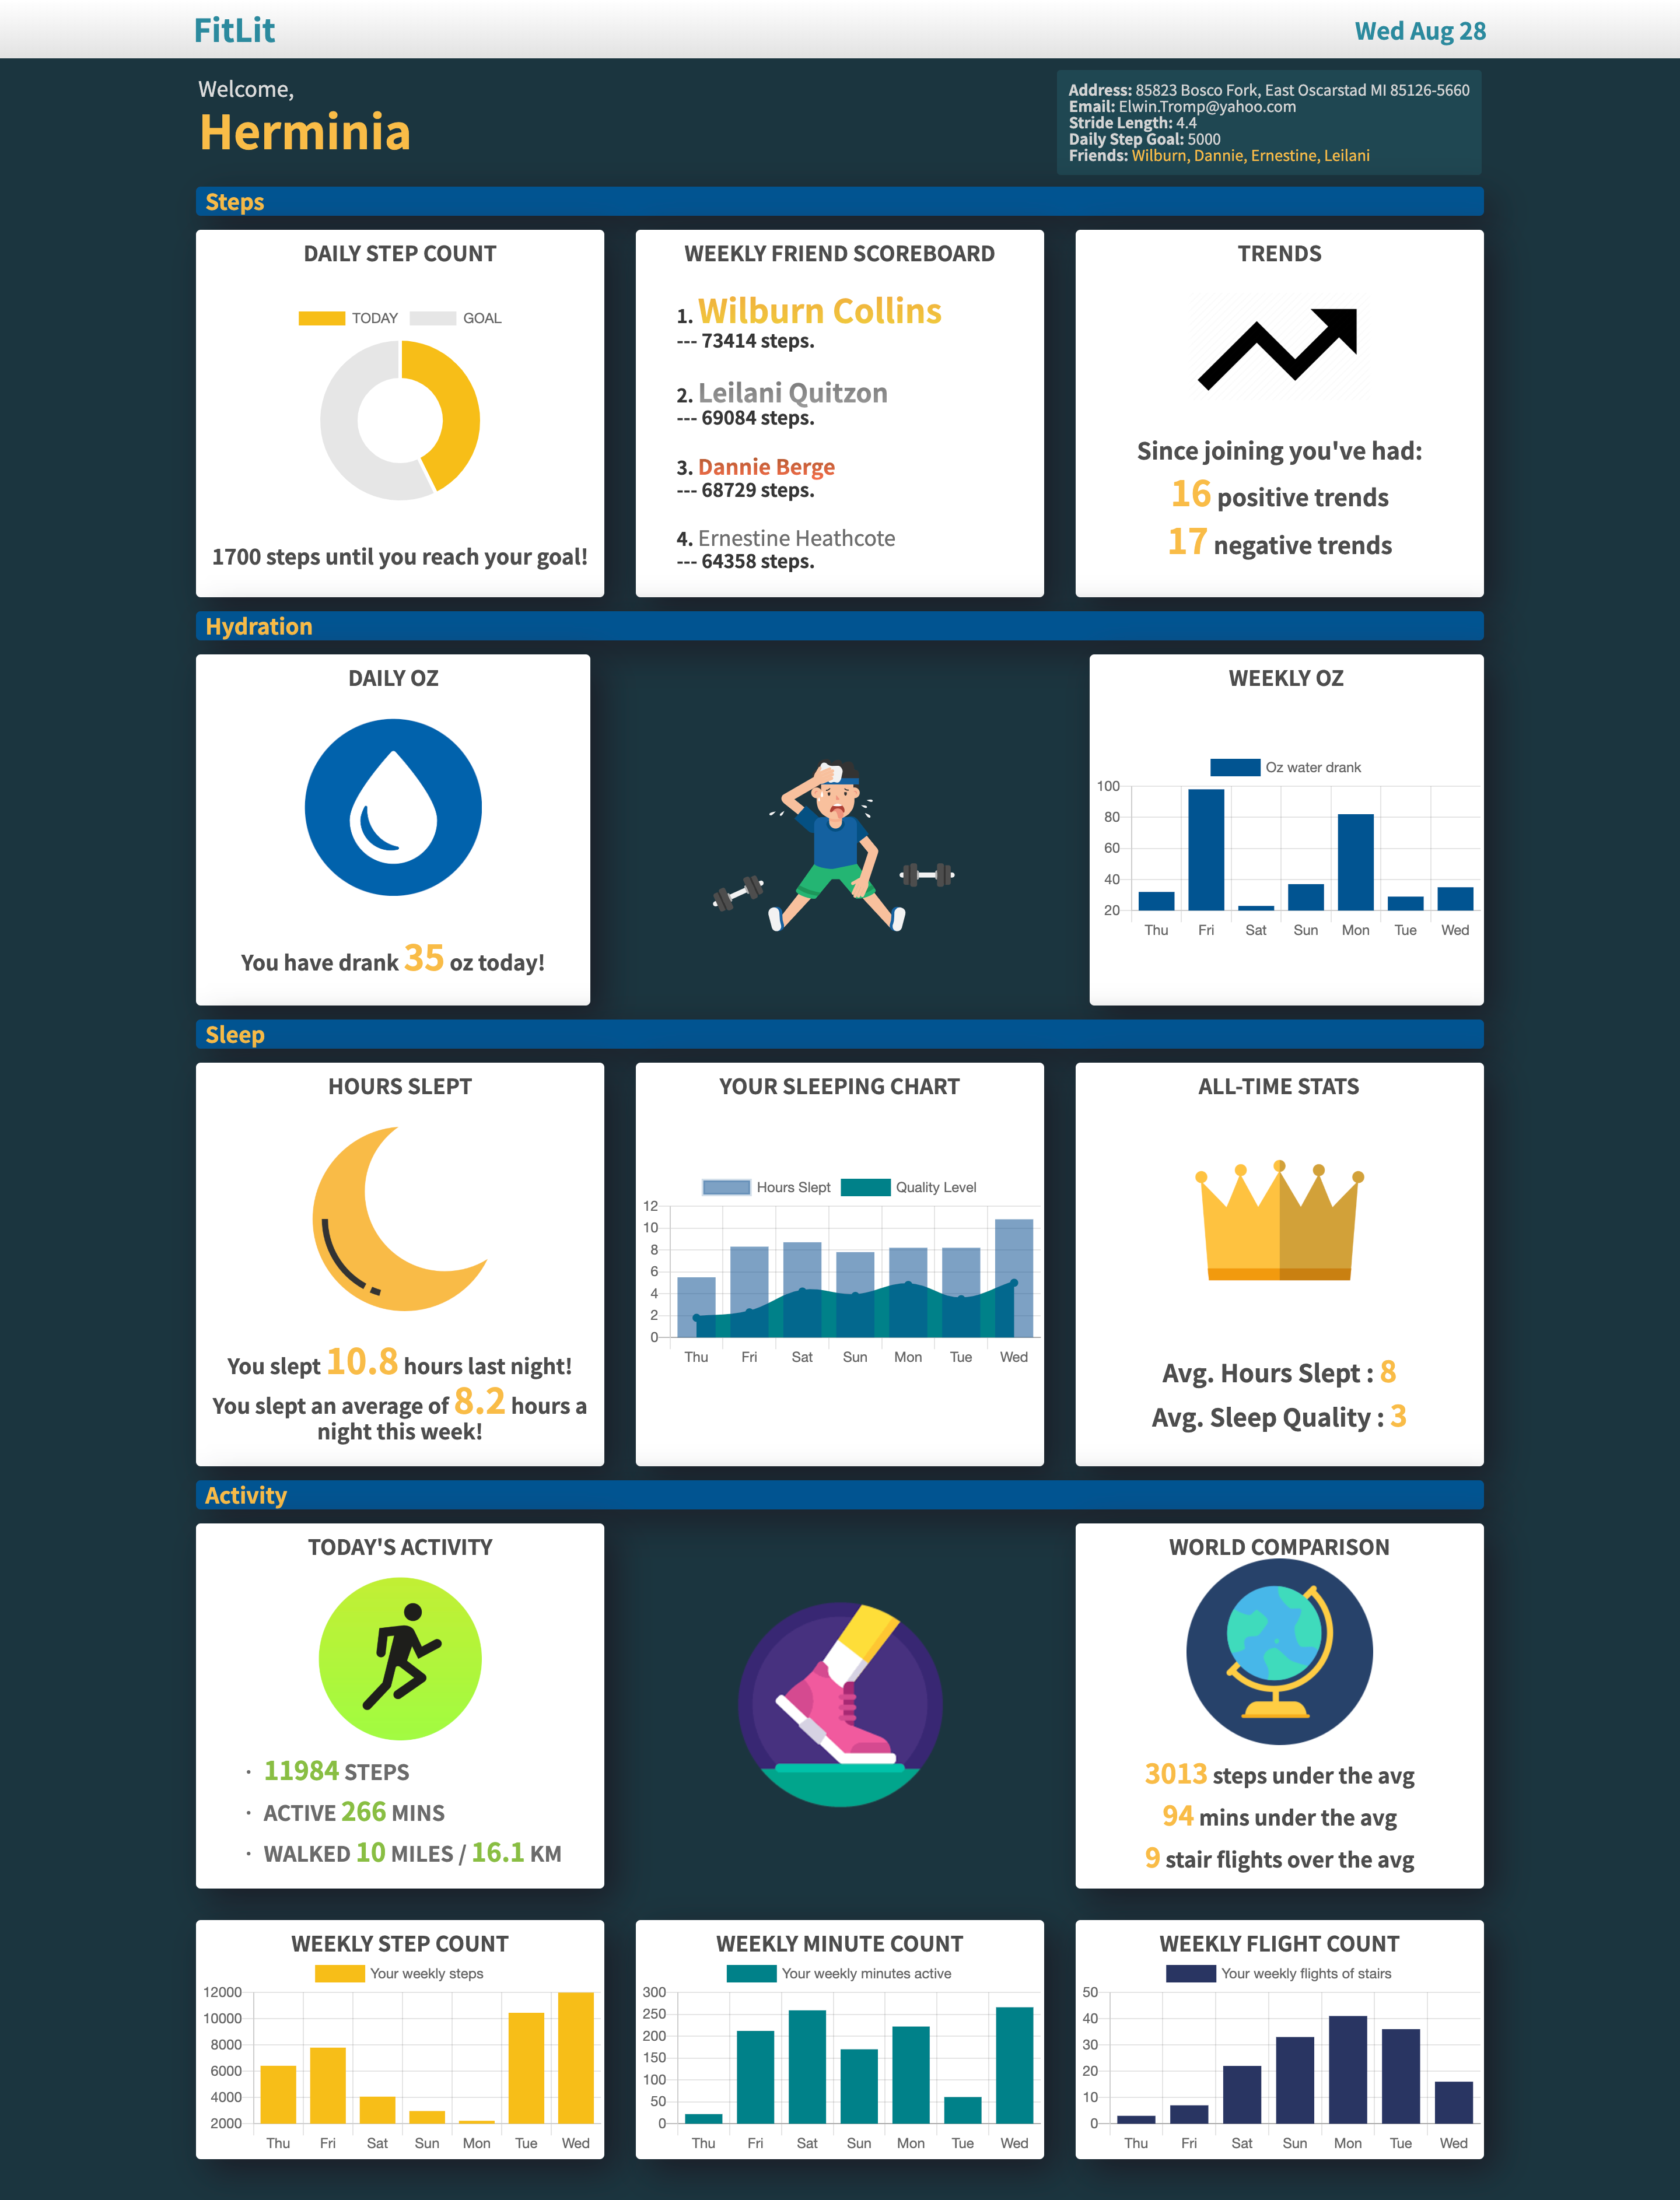 FitLit
Wed Aug 28
Welcome,
Herminia
Address: 85823 Bosco Fork, East Oscarstad MI 85126-5660
Email: Elwin.Tromp@yahoo.com
Stride Length: 4.4
Daily Step Goal: 5000
Friends: Wilburn, Dannie, Ernestine, Leilani
Steps
DAILY STEP COUNT
TODAY GOAL
1700 steps until you reach your goal!
WEEKLY FRIEND SCOREBOARD
1. Wilburn Collins
--- 73414 steps.
2. Leilani Quitzon
--- 69084 steps.
3. Dannie Berge
--- 68729 steps.
4. Ernestine Heathcote
--- 64358 steps.
TRENDS
Since joining you've had:
16 positive trends
17 negative trends
Hydration
DAILY OZ
You have drank 35 oz today!
WEEKLY OZ
Oz water drank
100
80
60
40
20
Thu Fri Sat Sun Mon Tue Wed
Sleep
HOURS SLEPT
You slept 10.8 hours last night!
You slept an average of 8.2 hours a
night this week!
YOUR SLEEPING CHART
Hours Slept Quality Level
12
10
8
6
4
2
0
Thu Fri Sat Sun Mon Tue Wed
ALL-TIME STATS
Avg. Hours Slept : 8
Avg. Sleep Quality : 3
Activity
TODAY'S ACTIVITY
· 11984 STEPS
· ACTIVE 266 MINS
· WALKED 10 MILES / 16.1 KM
WORLD COMPARISON
3013 steps under the avg
94 mins under the avg
9 stair flights over the avg
WEEKLY STEP COUNT
Your weekly steps
12000
10000
8000
6000
4000
2000
Thu Fri Sat Sun Mon Tue Wed
WEEKLY MINUTE COUNT
Your weekly minutes active
300
250
200
150
100
50
0
Thu Fri Sat Sun Mon Tue Wed
WEEKLY FLIGHT COUNT
Your weekly flights of stairs
50
40
30
20
10
0
Thu Fri Sat Sun Mon Tue Wed